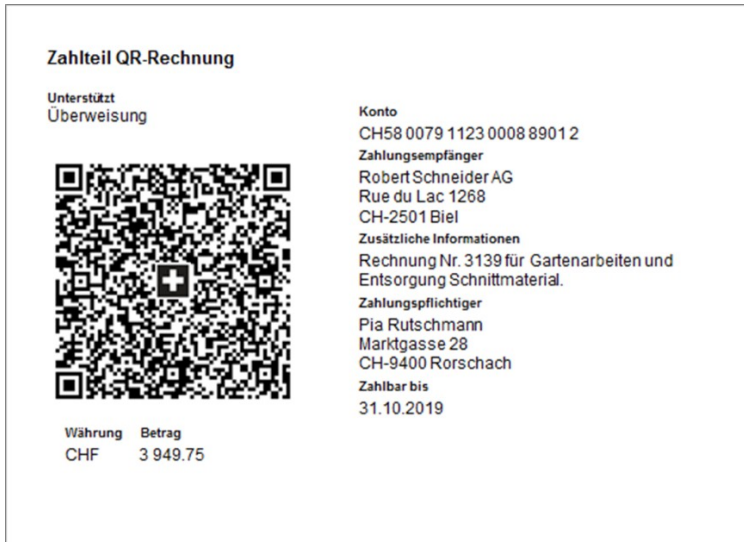 Zahlteil QR-Rechnung
Unterstützt
Überweisung
Währung Betrag
CHF 3 949.75
Konto
CH58 0079 1123 0008 8901 2
Zahlungsempfänger
Robert Schneider AG
Rue du Lac 1268
CH-2501 Biel
Zusätzliche Informationen
Rechnung Nr. 3139 für Gartenarbeiten und
Entsorgung Schnittmaterial.
Zahlungspflichtiger
Pia Rutschmann
Marktgasse 28
CH-9400 Rorschach
Zahlbar bis
31.10.2019